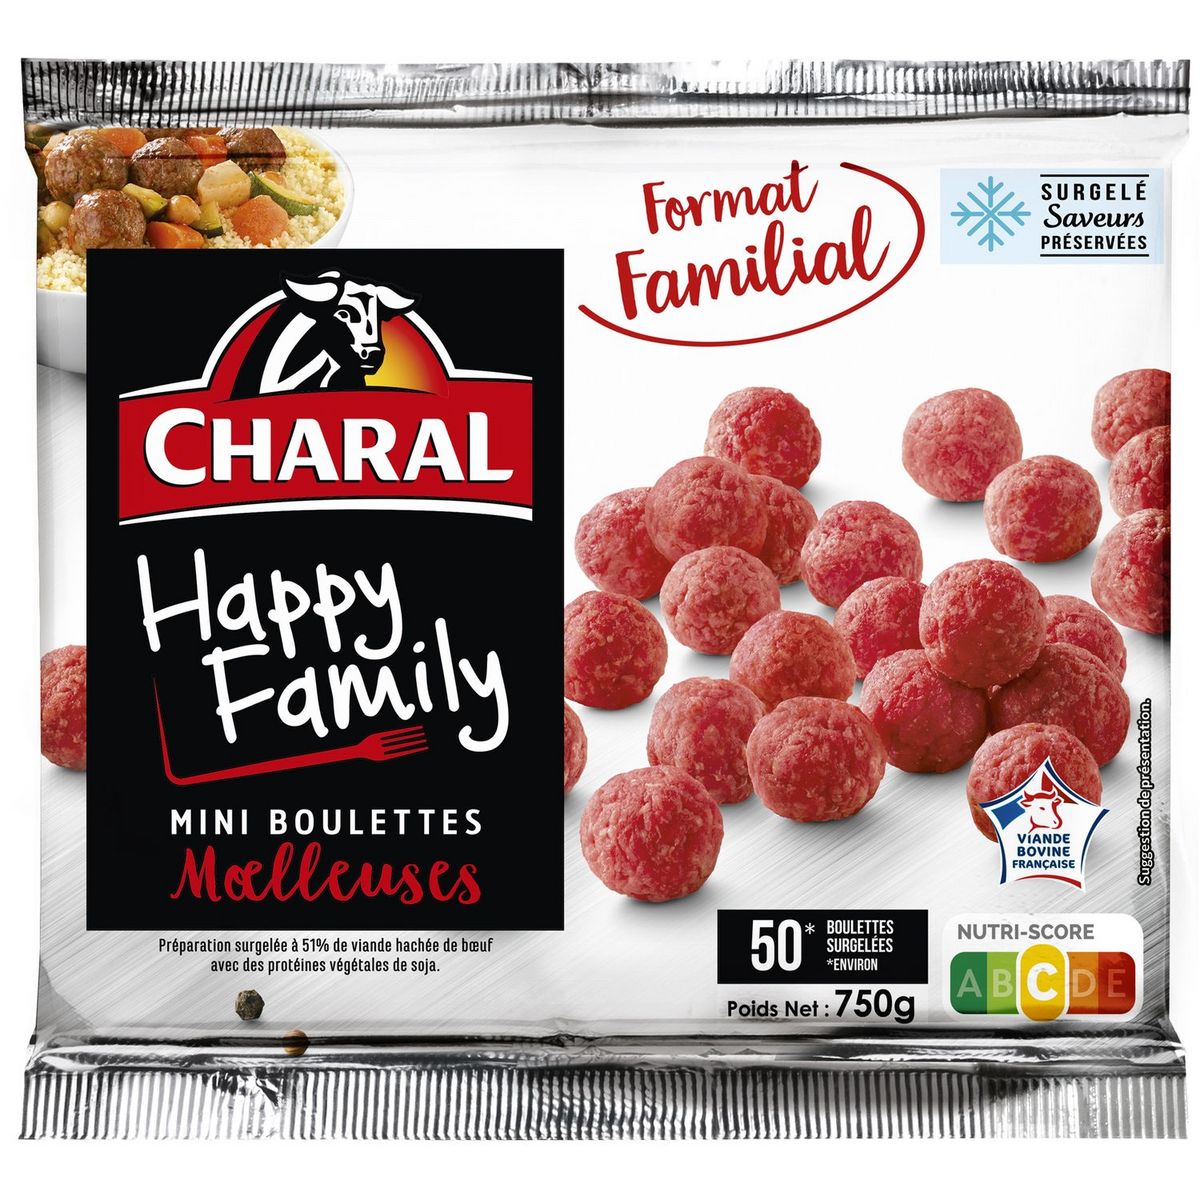 Format
Familial
SURGELÉ
Saveurs
PRÉSERVÉES
CHARAL
Happy
Family
MINI BOULETTES
Mœlleuses
Préparation surgelée à 51% de viande hachée de bœuf
avec des protéines végétales de soja.
50* BOULETTES
SURGELÉES
*ENVIRON
Poids Net : 750g
VIANDE
BOVINE
FRANÇAISE
Suggestion de présentation.
NUTRI-SCORE
A B C D E